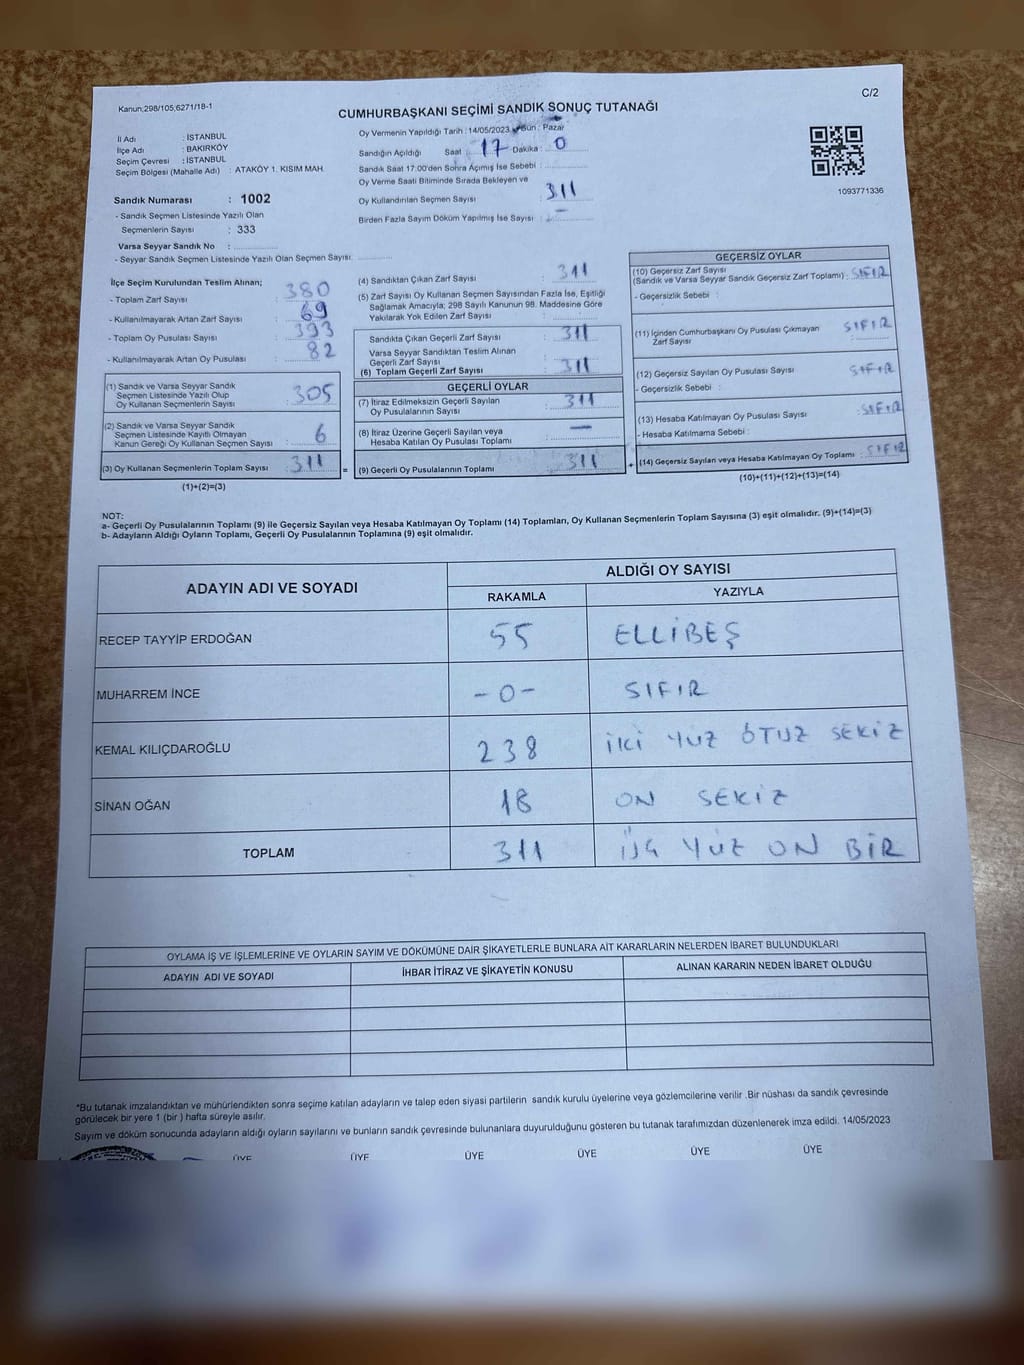 Kanun;298/105;6271/18-1
C/2
CUMHURBAŞKANI SEÇİMİ SANDIK SONUÇ TUTANAĞI
İl Adı : İSTANBUL
İlçe Adı : BAKIRKÖY
Seçim Çevresi : İSTANBUL
Seçim Bölgesi (Mahalle Adı) : ATAKÖY 1. KISIM MAH.
Sandık Numarası : 1002
- Sandık Seçmen Listesinde Yazılı Olan
Seçmenlerin Sayısı : 333
Varsa Seyyar Sandık No :
- Seyyar Sandık Seçmen Listesinde Yazılı Olan Seçmen Sayısı:
Oy Vermenin Yapıldığı Tarih : 14/05/2023 Gün : Pazar
Sandığın Açıldığı Saat : 17 Dakika : 0
Sandık Saat 17:00'den Sonra Açılmış İse Sebebi :
Oy Verme Saati Bitiminde Sırada Bekleyen ve
Oy Kullandırılan Seçmen Sayısı : 311
Birden Fazla Sayım Döküm Yapılmış İse Sayısı : -
1093771336
İlçe Seçim Kurulundan Teslim Alınan;
- Toplam Zarf Sayısı : 380
- Kullanılmayarak Artan Zarf Sayısı : 69
- Toplam Oy Pusulası Sayısı : 393
- Kullanılmayarak Artan Oy Pusulası : 82
(1) Sandık ve Varsa Seyyar Sandık
Seçmen Listesinde Yazılı Olup
Oy Kullanan Seçmenlerin Sayısı : 305
(2) Sandık ve Varsa Seyyar Sandık
Seçmen Listesinde Kayıtlı Olmayan
Kanun Gereği Oy Kullanan Seçmen Sayısı : 6
(3) Oy Kullanan Seçmenlerin Toplam Sayısı : 311 =
(1)+(2)=(3)
(4) Sandıktan Çıkan Zarf Sayısı : 311
(5) Zarf Sayısı Oy Kullanan Seçmen Sayısından Fazla İse, Eşitliği
Sağlamak Amacıyla; 298 Sayılı Kanunun 98. Maddesine Göre
Yakılarak Yok Edilen Zarf Sayısı :
Sandıkta Çıkan Geçerli Zarf Sayısı : 311
Varsa Seyyar Sandıktan Teslim Alınan
Geçerli Zarf Sayısı :
(6) Toplam Geçerli Zarf Sayısı : 311
GEÇERLİ OYLAR
(7) İtiraz Edilmeksizin Geçerli Sayılan
Oy Pusulalarının Sayısı : 311
(8) İtiraz Üzerine Geçerli Sayılan veya
Hesaba Katılan Oy Pusulası Toplamı : —
(9) Geçerli Oy Pusulalarının Toplamı : 311 +
GEÇERSİZ OYLAR
(10) Geçersiz Zarf Sayısı
(Sandık ve Varsa Seyyar Sandık Geçersiz Zarf Toplamı) : SIFIR
- Geçersizlik Sebebi :
(11) İçinden Cumhurbaşkanı Oy Pusulası Çıkmayan
Zarf Sayısı : SIFIR
(12) Geçersiz Sayılan Oy Pusulası Sayısı : SIFIR
- Geçersizlik Sebebi :
(13) Hesaba Katılmayan Oy Pusulası Sayısı : SIFIR
- Hesaba Katılmama Sebebi :
(14) Geçersiz Sayılan veya Hesaba Katılmayan Oy Toplamı : SIFIR
(10)+(11)+(12)+(13)=(14)
NOT:
a- Geçerli Oy Pusulalarının Toplamı (9) ile Geçersiz Sayılan veya Hesaba Katılmayan Oy Toplamı (14) Toplamları, Oy Kullanan Seçmenlerin Toplam Sayısına (3) eşit olmalıdır. (9)+(14)=(3)
b- Adayların Aldığı Oyların Toplamı, Geçerli Oy Pusulalarının Toplamına (9) eşit olmalıdır.
ADAYIN ADI VE SOYADI
ALDIĞI OY SAYISI
RAKAMLA YAZIYLA
RECEP TAYYİP ERDOĞAN 55 ELLİBEŞ
MUHARREM İNCE -0- SIFIR
KEMAL KILIÇDAROĞLU 238 İKİ YÜZ OTUZ SEKİZ
SİNAN OĞAN 18 ON SEKİZ
TOPLAM 311 ÜÇ YÜZ ON BİR
OYLAMA İŞ VE İŞLEMLERİNE VE OYLARIN SAYIM VE DÖKÜMÜNE DAİR ŞİKAYETLERLE BUNLARA AİT KARARLARIN NELERDEN İBARET BULUNDUKLARI
ADAYIN ADI VE SOYADI İHBAR İTİRAZ VE ŞİKAYETİN KONUSU ALINAN KARARIN NEDEN İBARET OLDUĞU
*Bu tutanak imzalandıktan ve mühürlendikten sonra seçime katılan adayların ve talep eden siyasi partilerin sandık kurulu üyelerine veya gözlemcilerine verilir .Bir nüshası da sandık çevresinde
görülecek bir yere 1 (bir ) hafta süreyle asılır.
Sayım ve döküm sonucunda adayların aldığı oyların sayılarını ve bunların sandık çevresinde bulunanlara duyurulduğunu gösteren bu tutanak tarafımızdan düzenlenerek imza edildi. 14/05/2023
ÜYE ÜYE ÜYE ÜYE ÜYE ÜYE